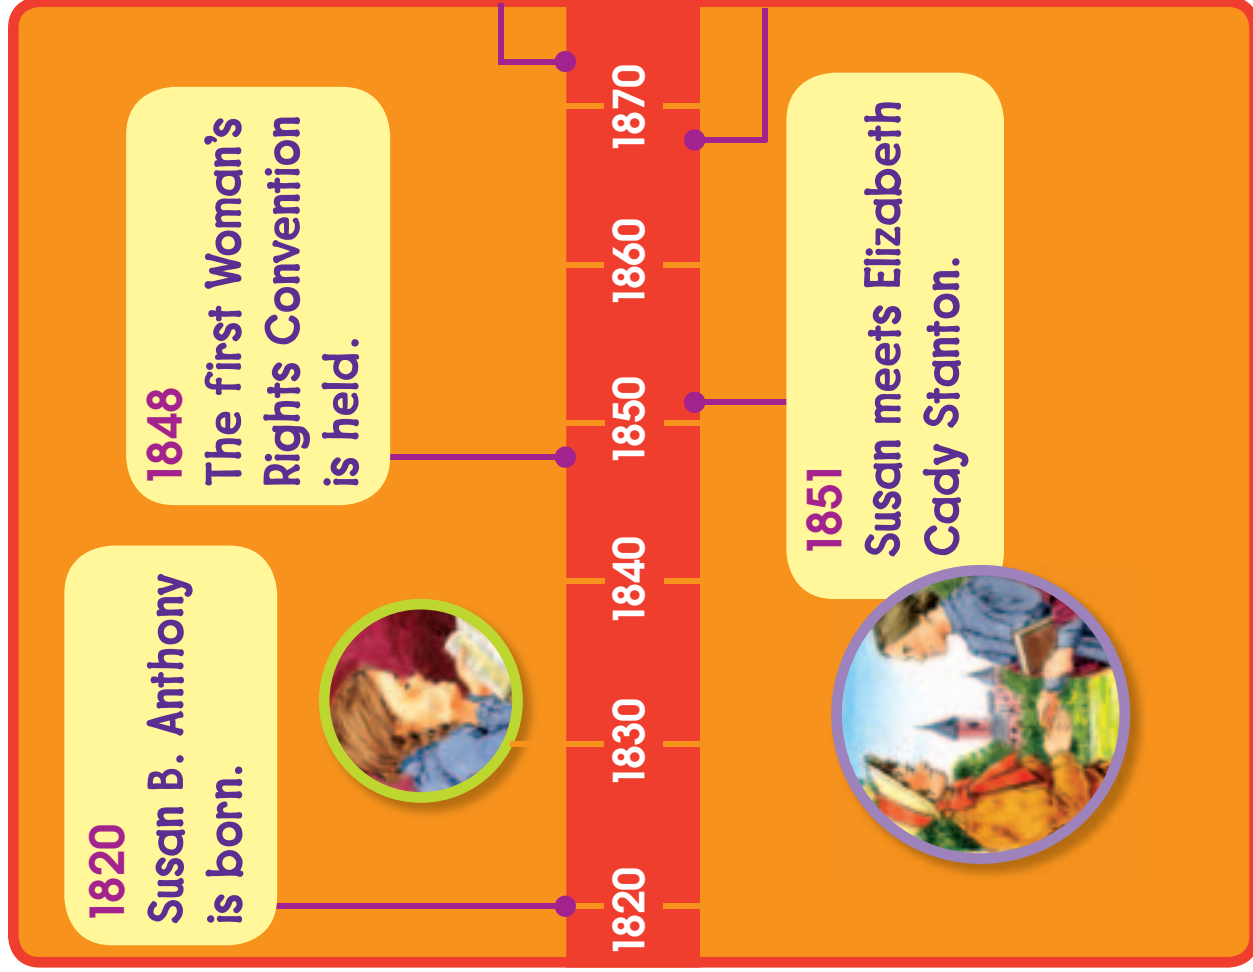 1820
Susan B. Anthony
is born.
1848
The first Woman's
Rights Convention
is held.
1820
1830
1840
1850
1860
1870
1851
Susan meets Elizabeth
Cady Stanton.